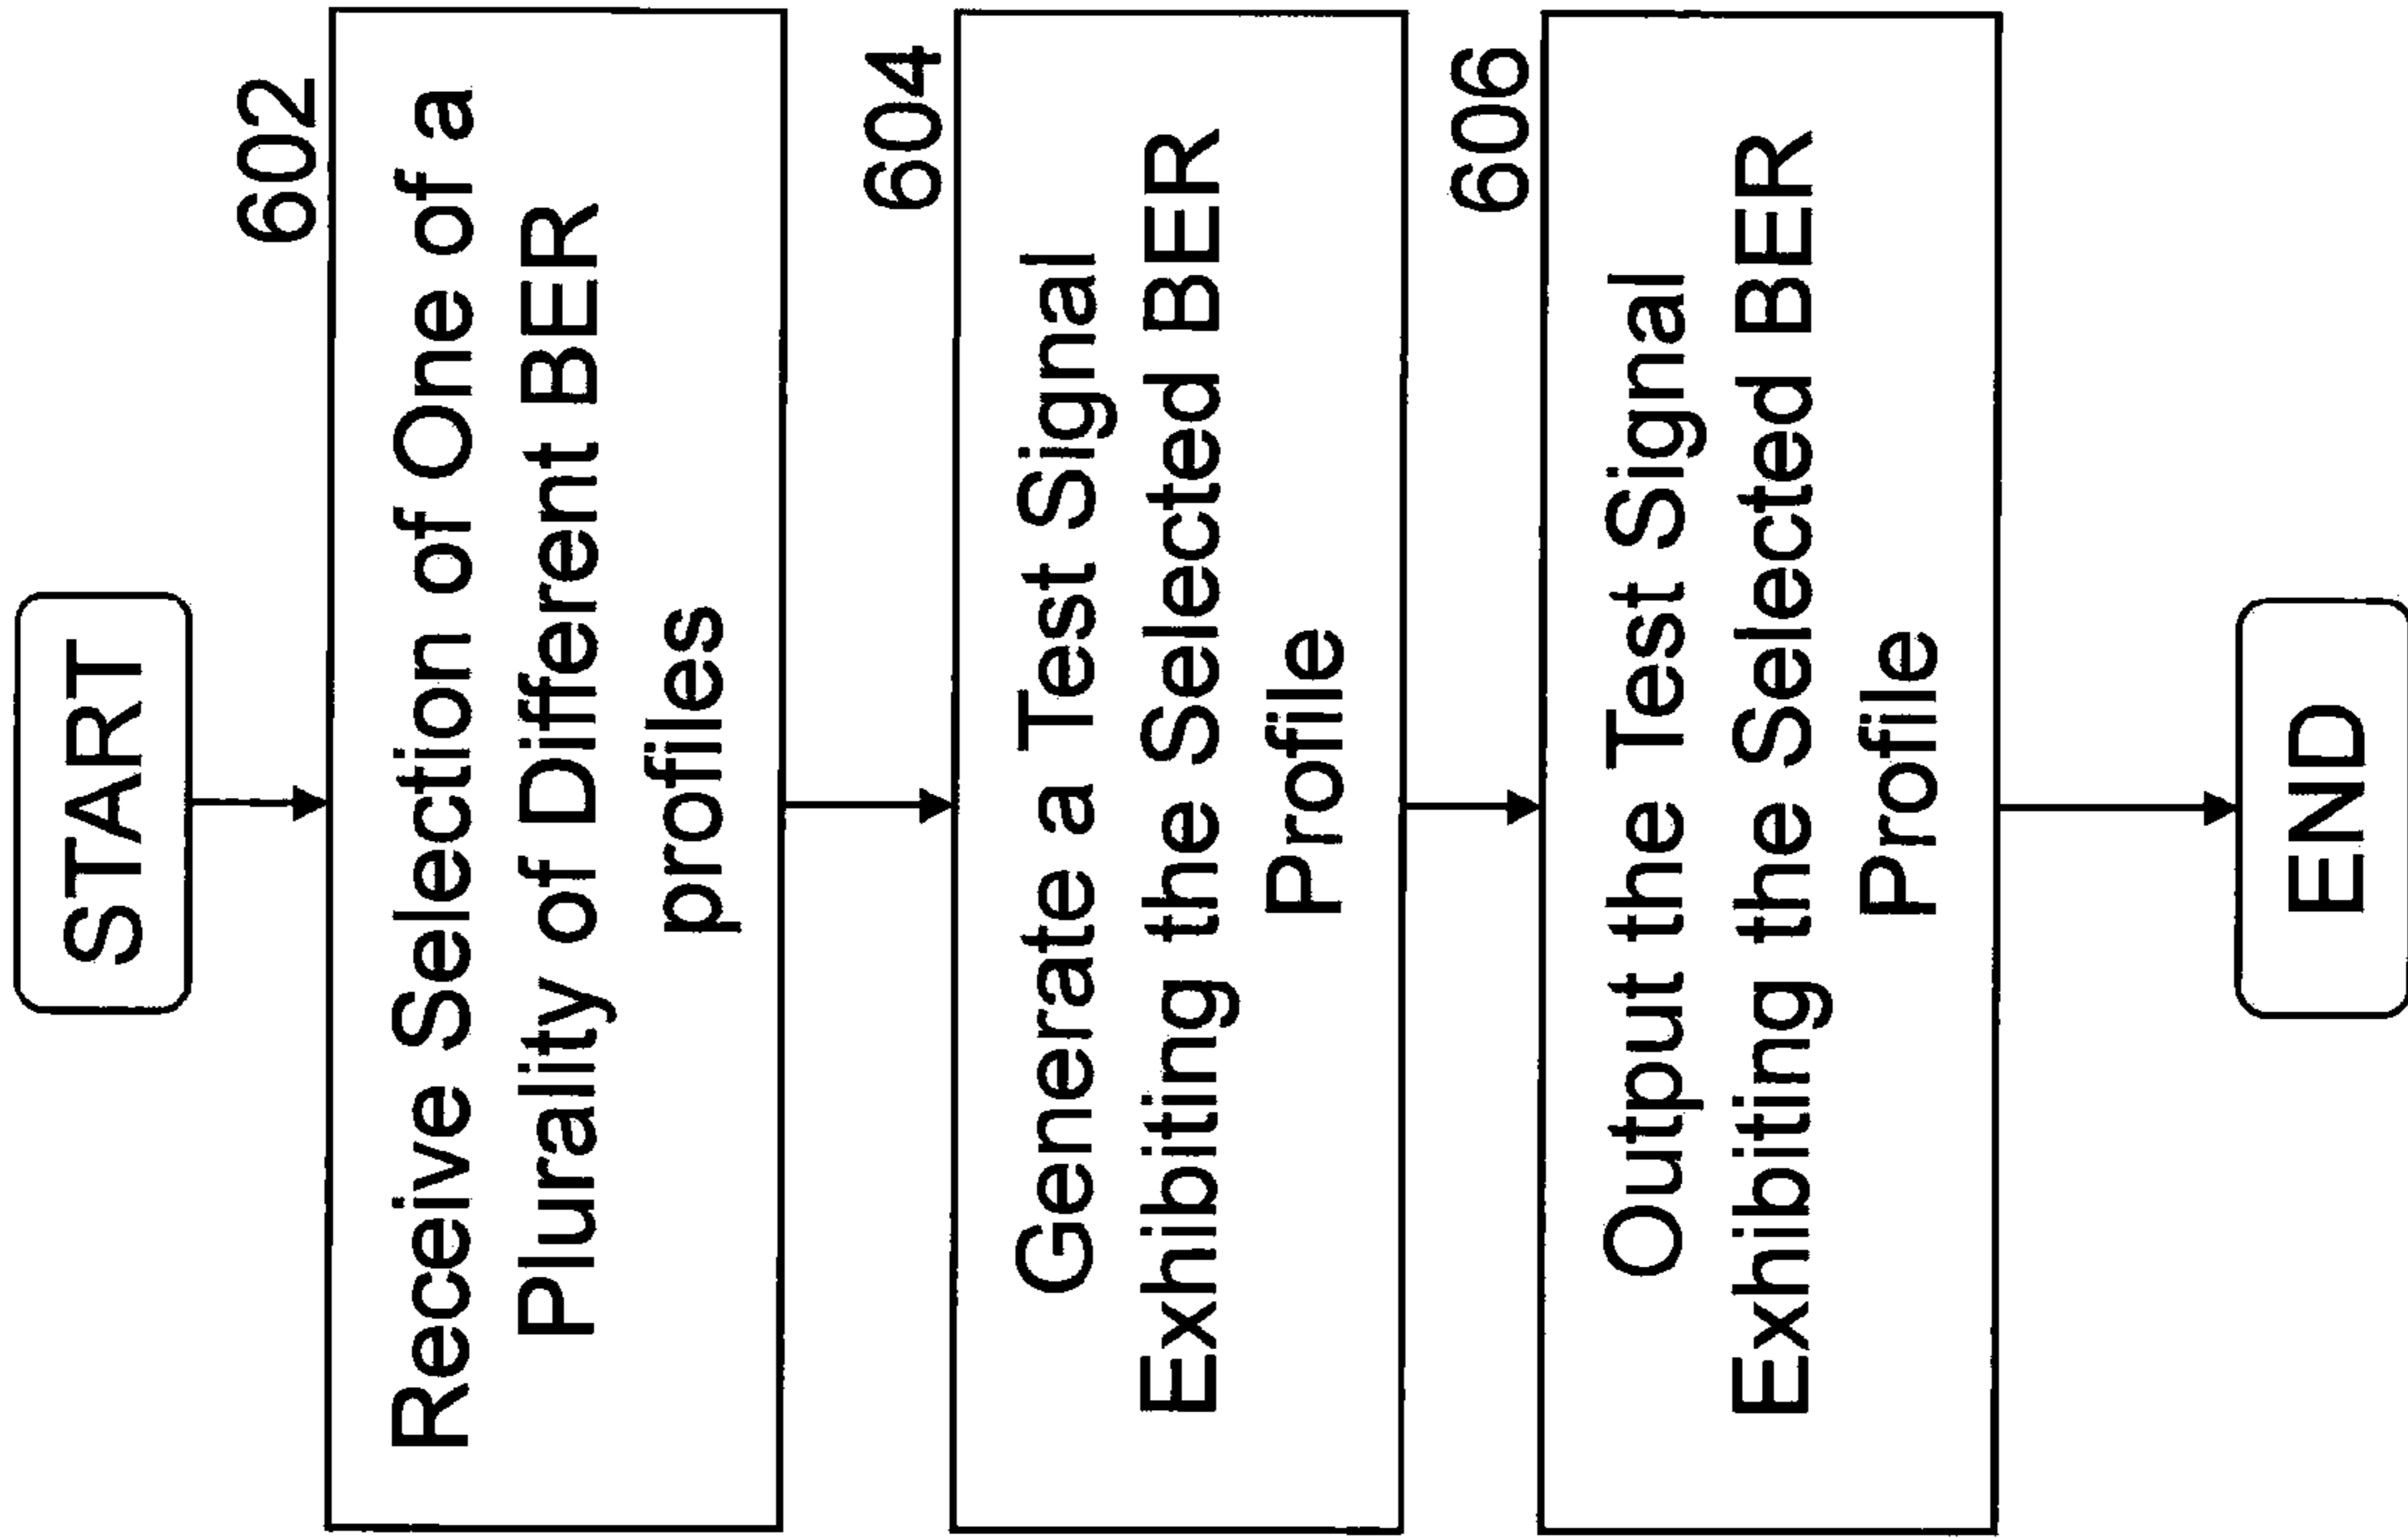 START
602
Receive Selection of One of a
Plurality of Different BER
profiles
604
Generate a Test Signal
Exhibiting the Selected BER
Profile
606
Output the Test Signal
Exhibiting the Selected BER
Profile
END